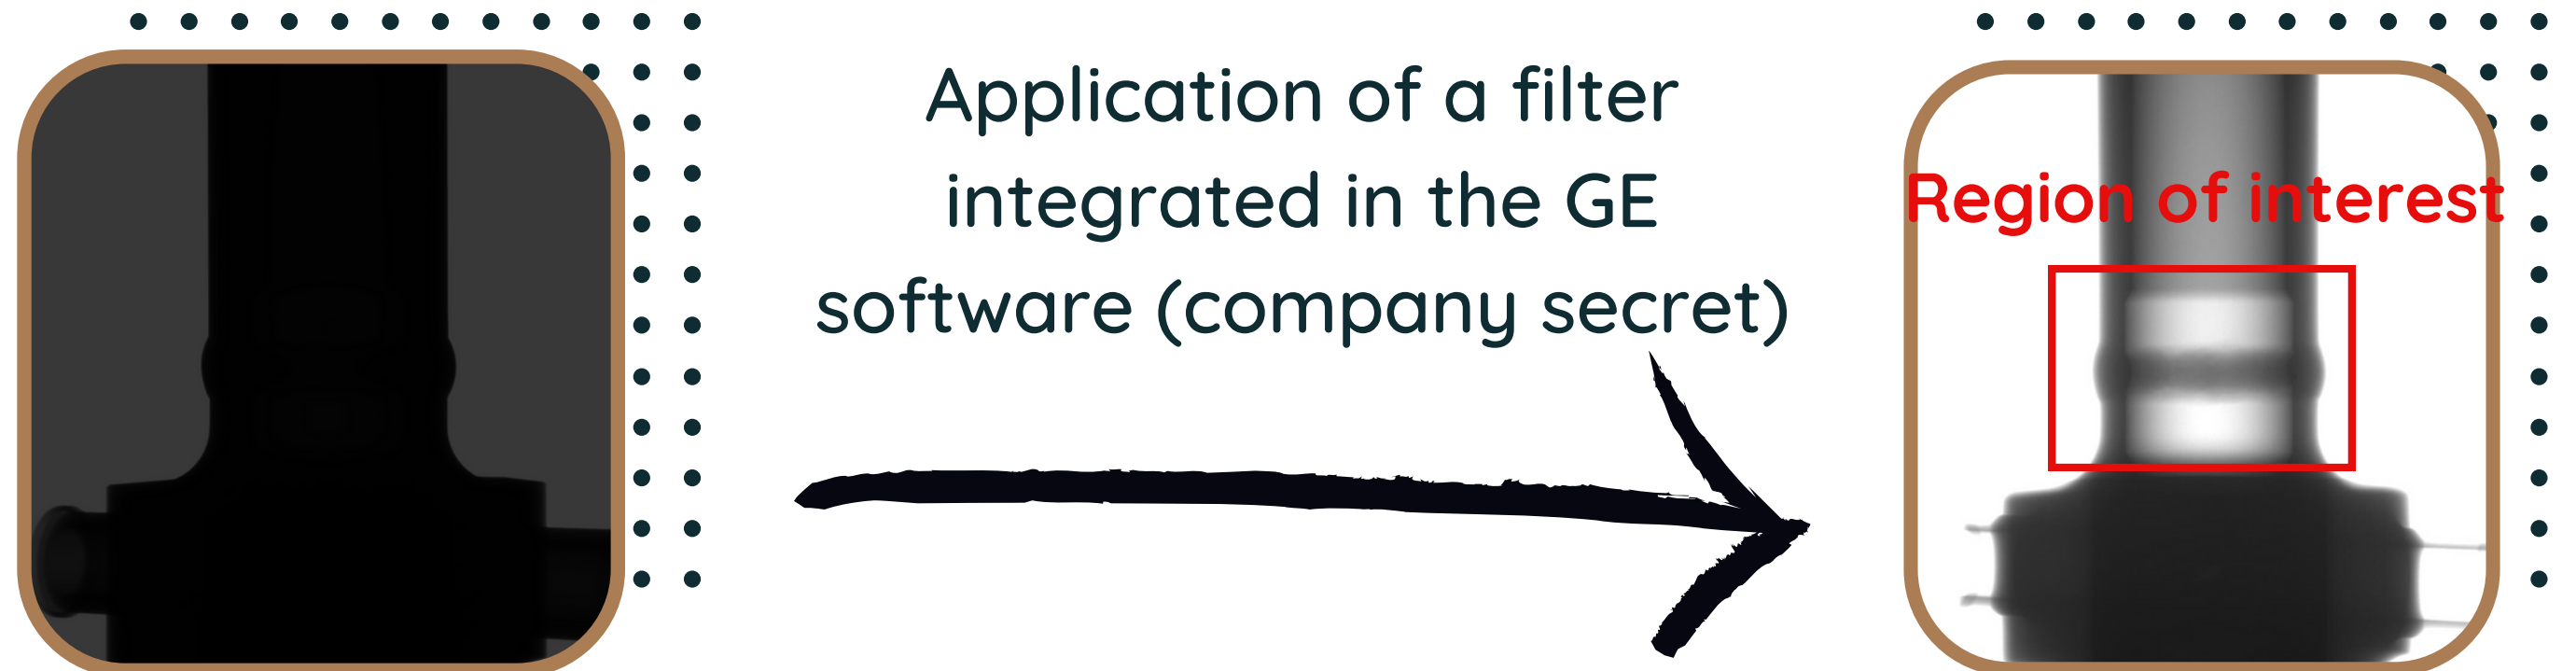 Application of a filter
integrated in the GE
software (company secret)
Region of interest